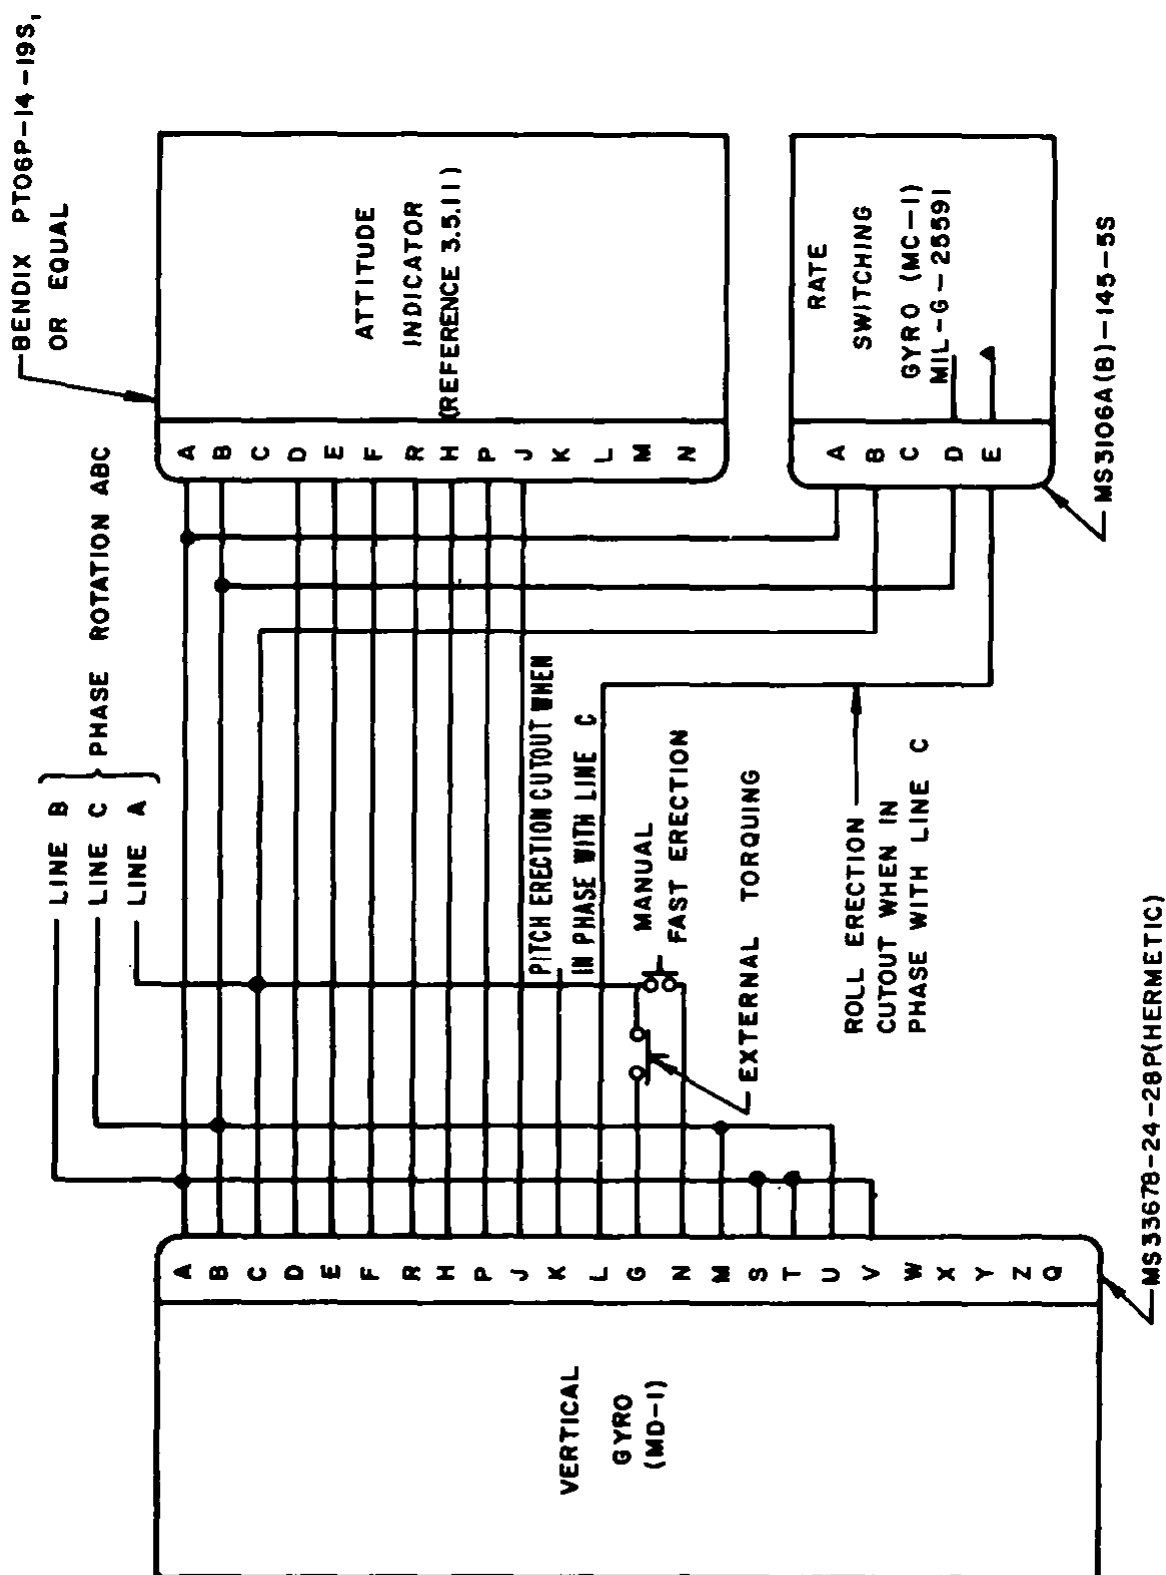 BENDIX PT06P-14-19S,
OR EQUAL
LINE B
LINE C
LINE A
PHASE ROTATION ABC
VERTICAL
GYRO
(MD-1)
A
B
C
D
E
F
R
H
P
J
K
L
G
N
M
S
T
U
V
W
X
Y
Z
Q
MS33678-24-28P(HERMETIC)
PITCH ERECTION CUTOUT WHEN
IN PHASE WITH LINE C
MANUAL
FAST ERECTION
EXTERNAL TORQUING
ROLL ERECTION
CUTOUT WHEN IN
PHASE WITH LINE C
A
B
C
D
E
F
R
H
P
J
K
L
M
N
ATTITUDE
INDICATOR
(REFERENCE 3.5.11)
A
B
C
D
E
RATE
SWITCHING
GYRO (MC-1)
MIL-G-25591
MS3106A(B)-145-5S